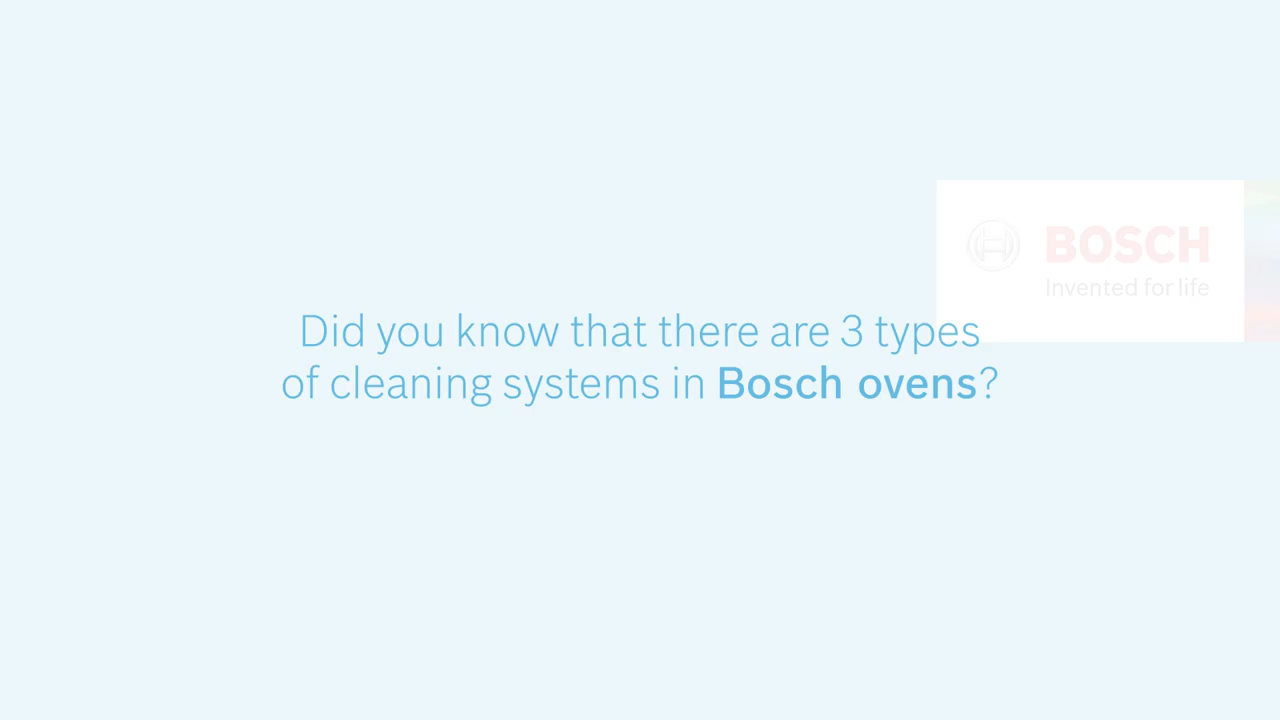 BOSCH
Invented for life
Did you know that there are 3 types
of cleaning systems in Bosch ovens?